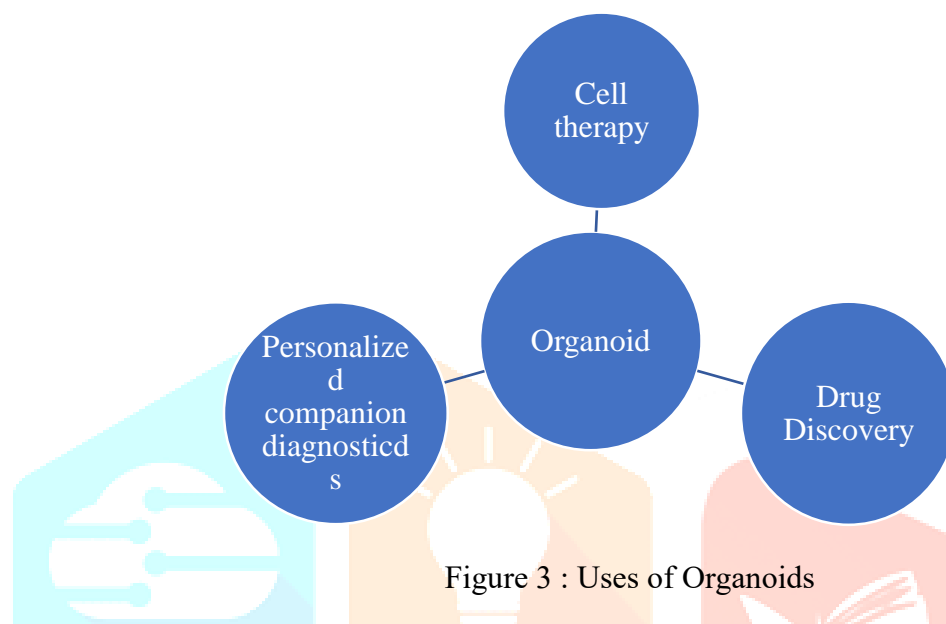 Cell
therapy
Organoid
Personalize
d
companion
diagnosticd
s
Drug
Discovery
Figure 3 : Uses of Organoids